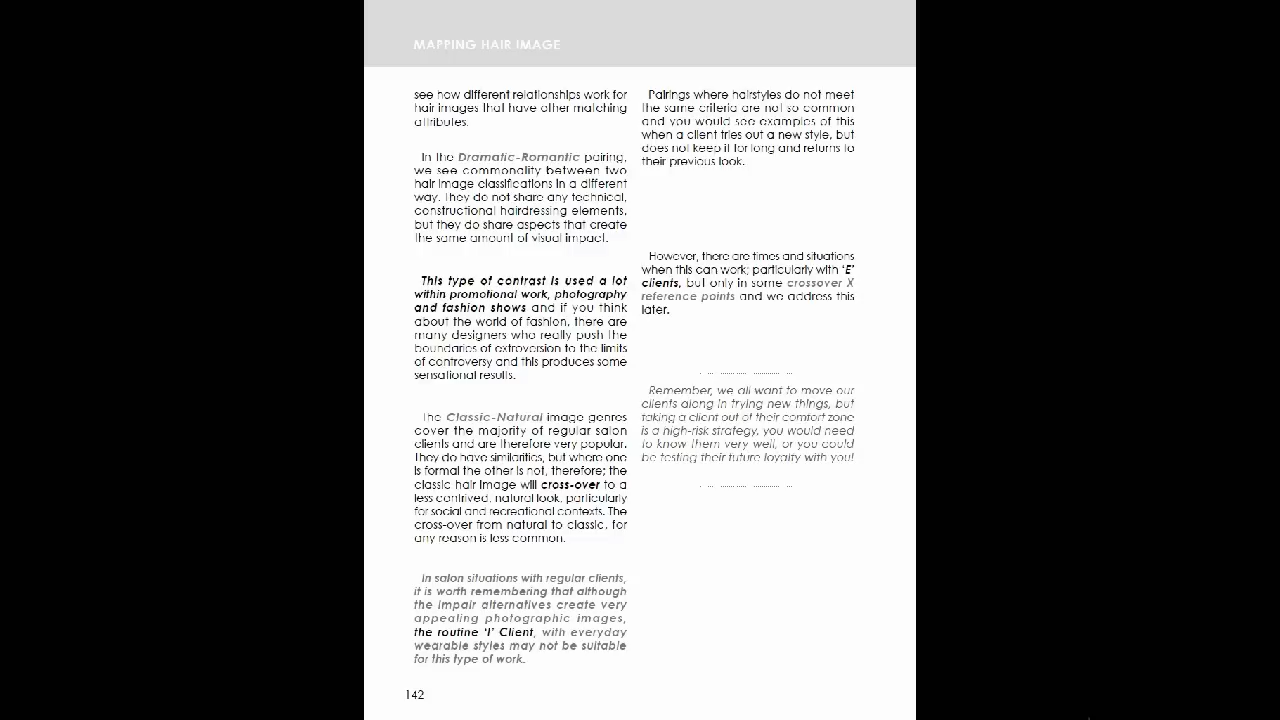 MAPPING HAIR IMAGE
see how different relationships work for
hair images that have other matching
attributes.
In the Dramatic-Romantic pairing,
we see commonality between two
hair image classifications in a different
way. They do not share any technical,
constructional hairdressing elements,
but they do share aspects that create
the same amount of visual impact.
This type of contrast is used a lot
within promotional work, photography
and fashion shows and if you think
about the world of fashion, there are
many designers who really push the
boundaries of extroversion to the limits
of controversy and this produces some
sensational results.
The Classic-Natural image genres
cover the majority of regular salon
clients and are therefore very popular.
They do have similarities, but where one
is formal the other is not, therefore; the
classic hair image will cross-over to a
less contrived, natural look, particularly
for social and recreational contexts. The
cross-over from natural to classic, for
any reason is less common.
In salon situations with regular clients,
it is worth remembering that although
the impair alternatives create very
appealing photographic images,
the routine ‘I’ Client, with everyday
wearable styles may not be suitable
for this type of work.
Pairings where hairstyles do not meet
the same criteria are not so common
and you would see examples of this
when a client tries out a new style, but
does not keep it for long and returns to
their previous look.
However, there are times and situations
when this can work; particularly with ‘E’
clients, but only in some crossover X
reference points and we address this
later.
Remember, we all want to move our
clients along in trying new things, but
taking a client out of their comfort zone
is a high-risk strategy, you would need
to know them very well, or you could
be testing their future loyalty with you!
142